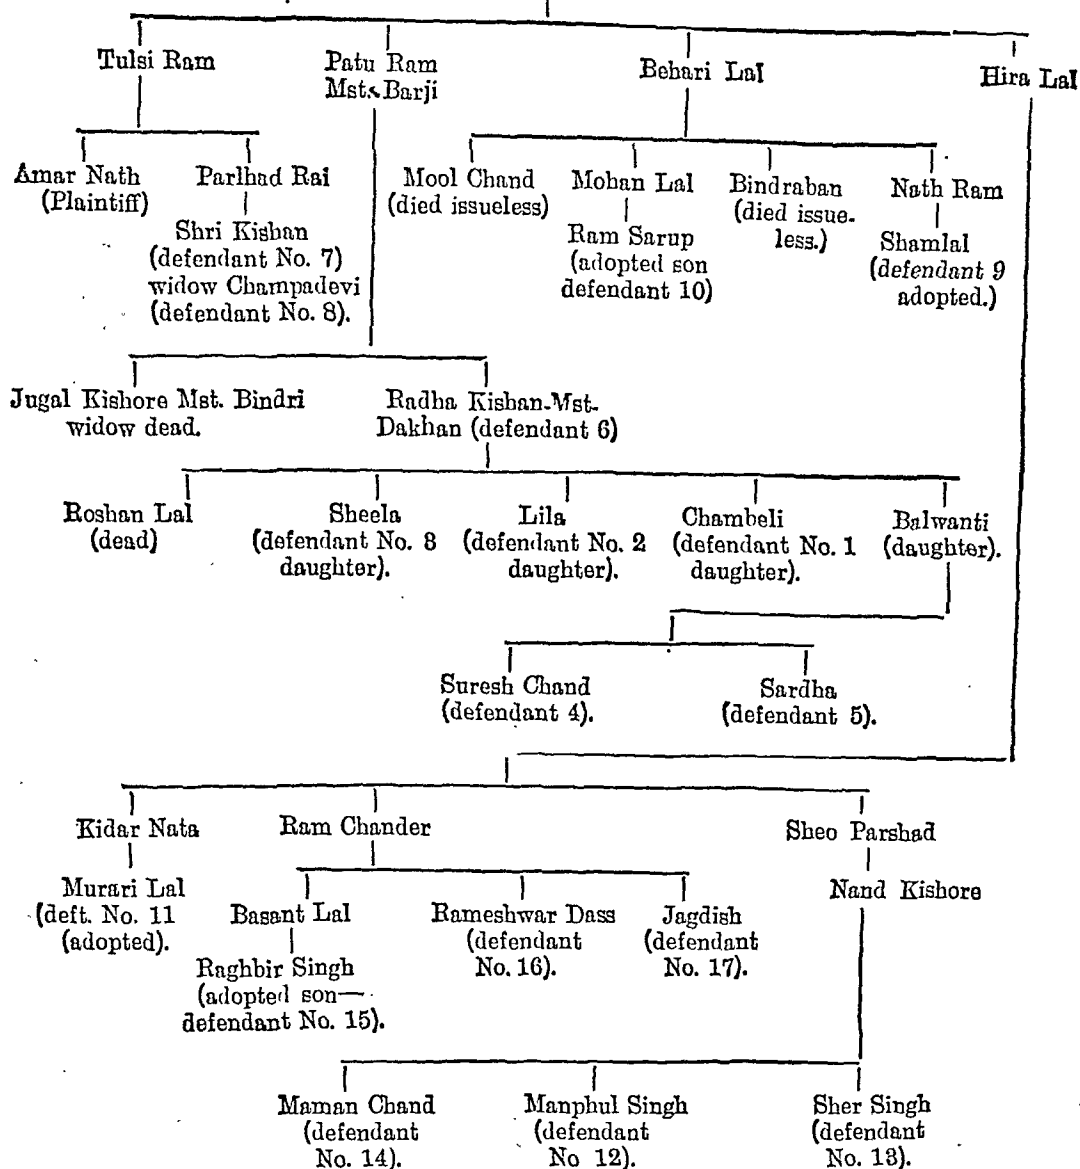 Tulsi Ram
Patu Ram
Mst. Barji
Behari Lal
Hira Lal
Amar Nath
(Plaintiff)
Parlhad Rai
Shri Kishan
(defendant No. 7)
widow Champadevi
(defendant No. 8).
Mool Chand
(died issueless)
Mohan Lal
Ram Sarup
(adopted son
defendant 10)
Bindraban
(died issue-
less.)
Nath Ram
Shamlal
(defendant 9
adopted.)
Jugal Kishore Mst. Bindri
widow dead.
Radha Kishan-Mst-
Dakhan (defendant 6)
Roshan Lal
(dead)
Sheela
(defendant No. 8
daughter).
Lila
(defendant No. 2
daughter).
Chambeli
(defendant No. 1
daughter).
Balwanti
(daughter).
Suresh Chand
(defendant 4).
Sardha
(defendant 5).
Kidar Nata
Murari Lal
(deft. No. 11
(adopted).
Ram Chander
Basant Lal
Raghbir Singh
(adopted son—
defendant No. 15).
Rameshwar Dass
(defendant
No. 16).
Jagdish
(defendant
No. 17).
Sheo Parshad
Nand Kishore
Maman Chand
(defendant
No. 14).
Manphul Singh
(defendant
No 12).
Sher Singh
(defendant
No. 13).